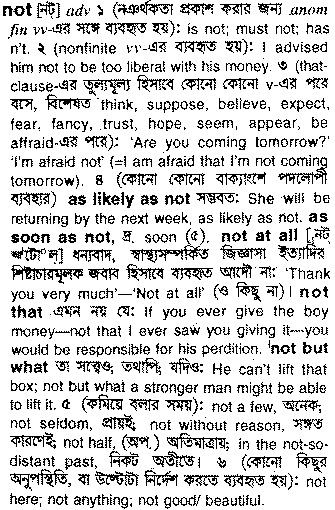 not [নট্] adv ১ (নঞর্থকতা প্রকাশ করার জন্য anom
fin vv-এর সঙ্গে ব্যবহৃত হয়): is not; must not; has
n't. ২ (nonfinite vv-এর ব্যবহৃত হয়): I advised
him not to be too liberal with his money. ৩ (that-
clause-এর তুল্যমূল্য হিসাবে কোনো কোনো v-এর পরে
বসে, বিশেষত 'think, suppose, believe, expect,
fear, fancy, trust, hope, seem, appear, be
affraid-এর পরে): 'Are you coming tomorrow?'
'I'm afraid not' (=I am afraid that I'm not coming
tomorrow). ৪ (কোনো কোনো বাক্যাংশে পদলোপী
ব্যবহার) as likely as not সম্ভবত: She will be
returning by the next week, as likely as not. as
soon as not, দ্র. soon (৫). not at all [নট্
অ্যাটো°ল্] ধন্যবাদ, স্বাস্থ্যসম্পর্কিত জিজ্ঞাসা ইত্যাদির
শিষ্টাচারমূলক জবাব হিসাবে ব্যবহৃত আদৌ না: 'Thank
you very much'—'Not at all' (ও কিছু না)। not
that এমন নয় যে: If you ever give the boy
money—not that I ever saw you giving it—you
would be responsible for his perdition. 'not but
what তা সত্ত্বেও, তথাপি; যদিও: He can't lift that
box; not but what a stronger man might be able
to lift it. ৫ (কমিয়ে বলার সময়): not a few, অনেক;
not seldom, প্রায়ই; not without reason, সঙ্গত
কারণেই; not half, (অপ.) অতিমাত্রায়; in the not-so-
distant past, নিকট অতীতে। ৬ (কোনো কিছুর
অনুপস্থিতি, বা উল্টোটা নির্দেশ করতে ব্যবহৃত হয়): not
here; not anything; not good/ beautiful.